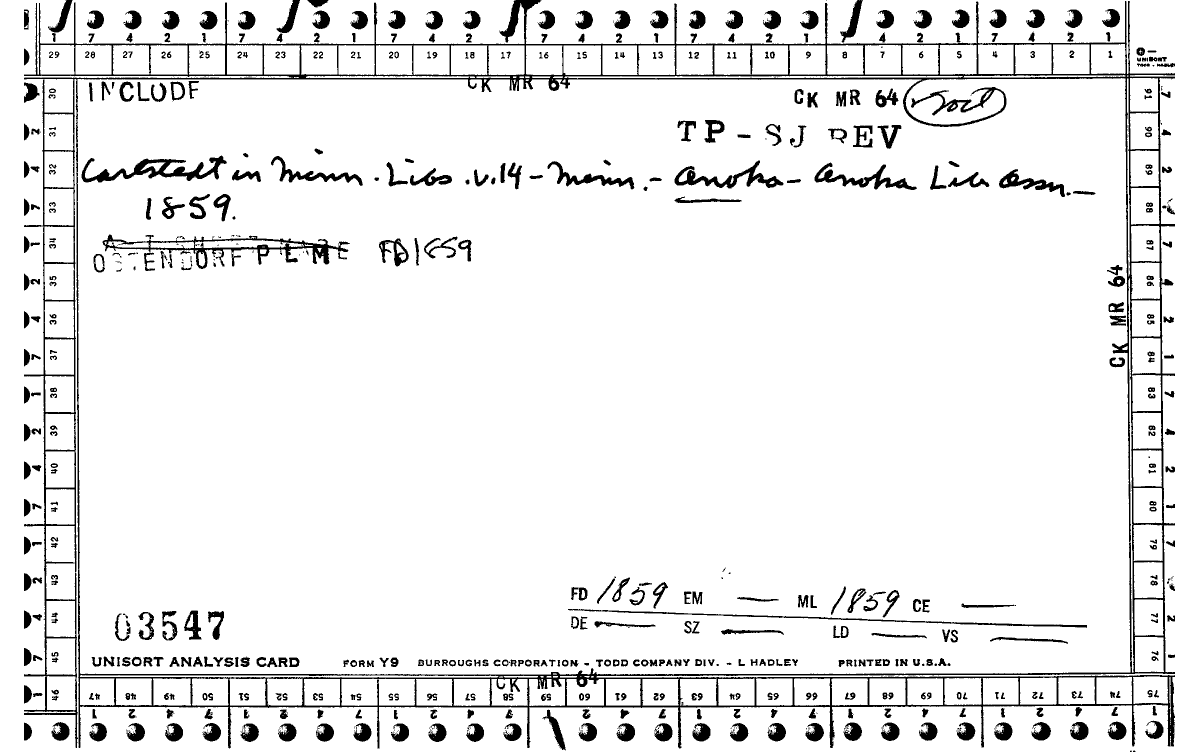 1 7 4 2 1 7 4 2 1 7 4 2 1 7 4 2 1 7 4 2 1 7 4 2 1 7 4 2 1
29 28 27 26 25 24 23 22 21 20 19 18 17 16 15 14 13 12 11 10 9 8 7 6 5 4 3 2 1
UNISORT
TODD - HADLEY
INCLUDE
CK MR 64
CK MR 64
TP - SJ REV
Carlstedt in Minn. Libs. v.14 - Minn. - Anoka - Anoka Lib Assn. -
1859.
OSTENDORF P L M FD 1859
CK MR 64
FD 1859 EM — ML 1859 CE —
DE — SZ — LD — VS —
03547
UNISORT ANALYSIS CARD FORM Y9 BURROUGHS CORPORATION - TODD COMPANY DIV. - L HADLEY PRINTED IN U.S.A.
CK MR 64
30 31 32 33 34 35 36 37 38 39 40 41 42 43 44 45 46
47 48 49 50 51 52 53 54 55 56 57 58 59 60 61 62 63 64 65 66 67 68 69 70 71 72 73 74 75
91 90 89 88 87 86 85 84 83 82 81 80 79 78 77 76